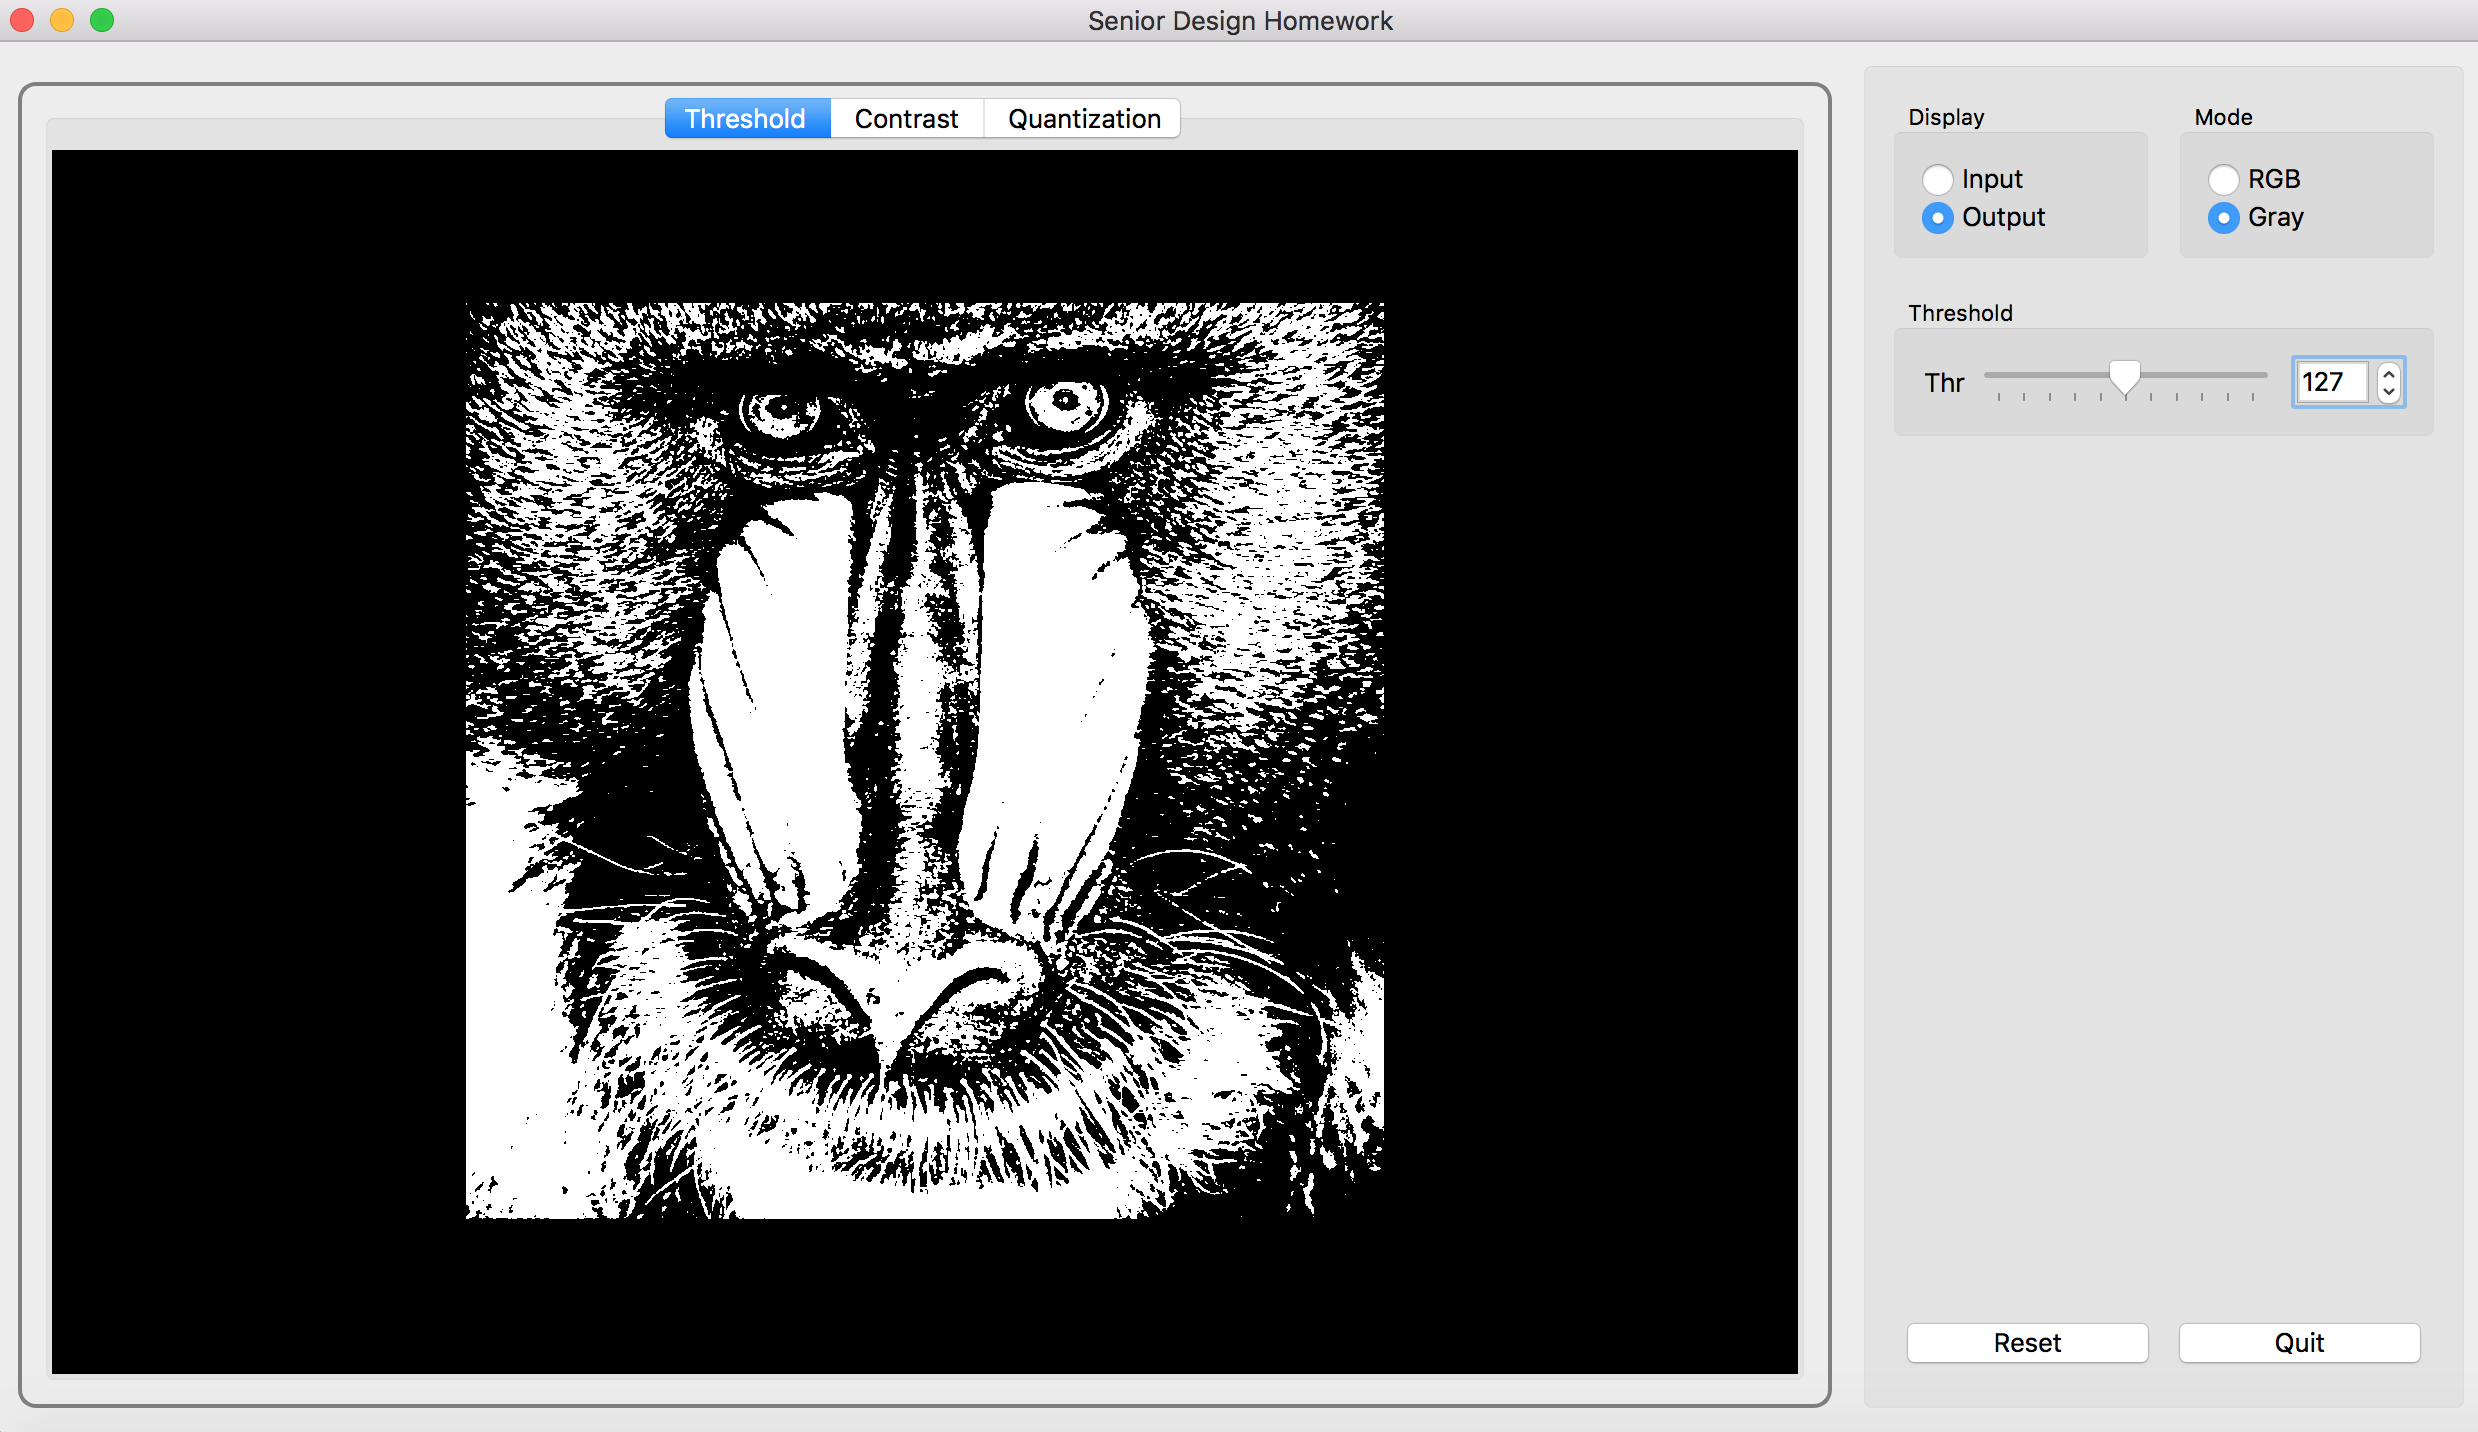 Senior Design Homework
Threshold Contrast Quantization
Display Mode
Input RGB
Output Gray
Threshold
Thr 127
Reset Quit